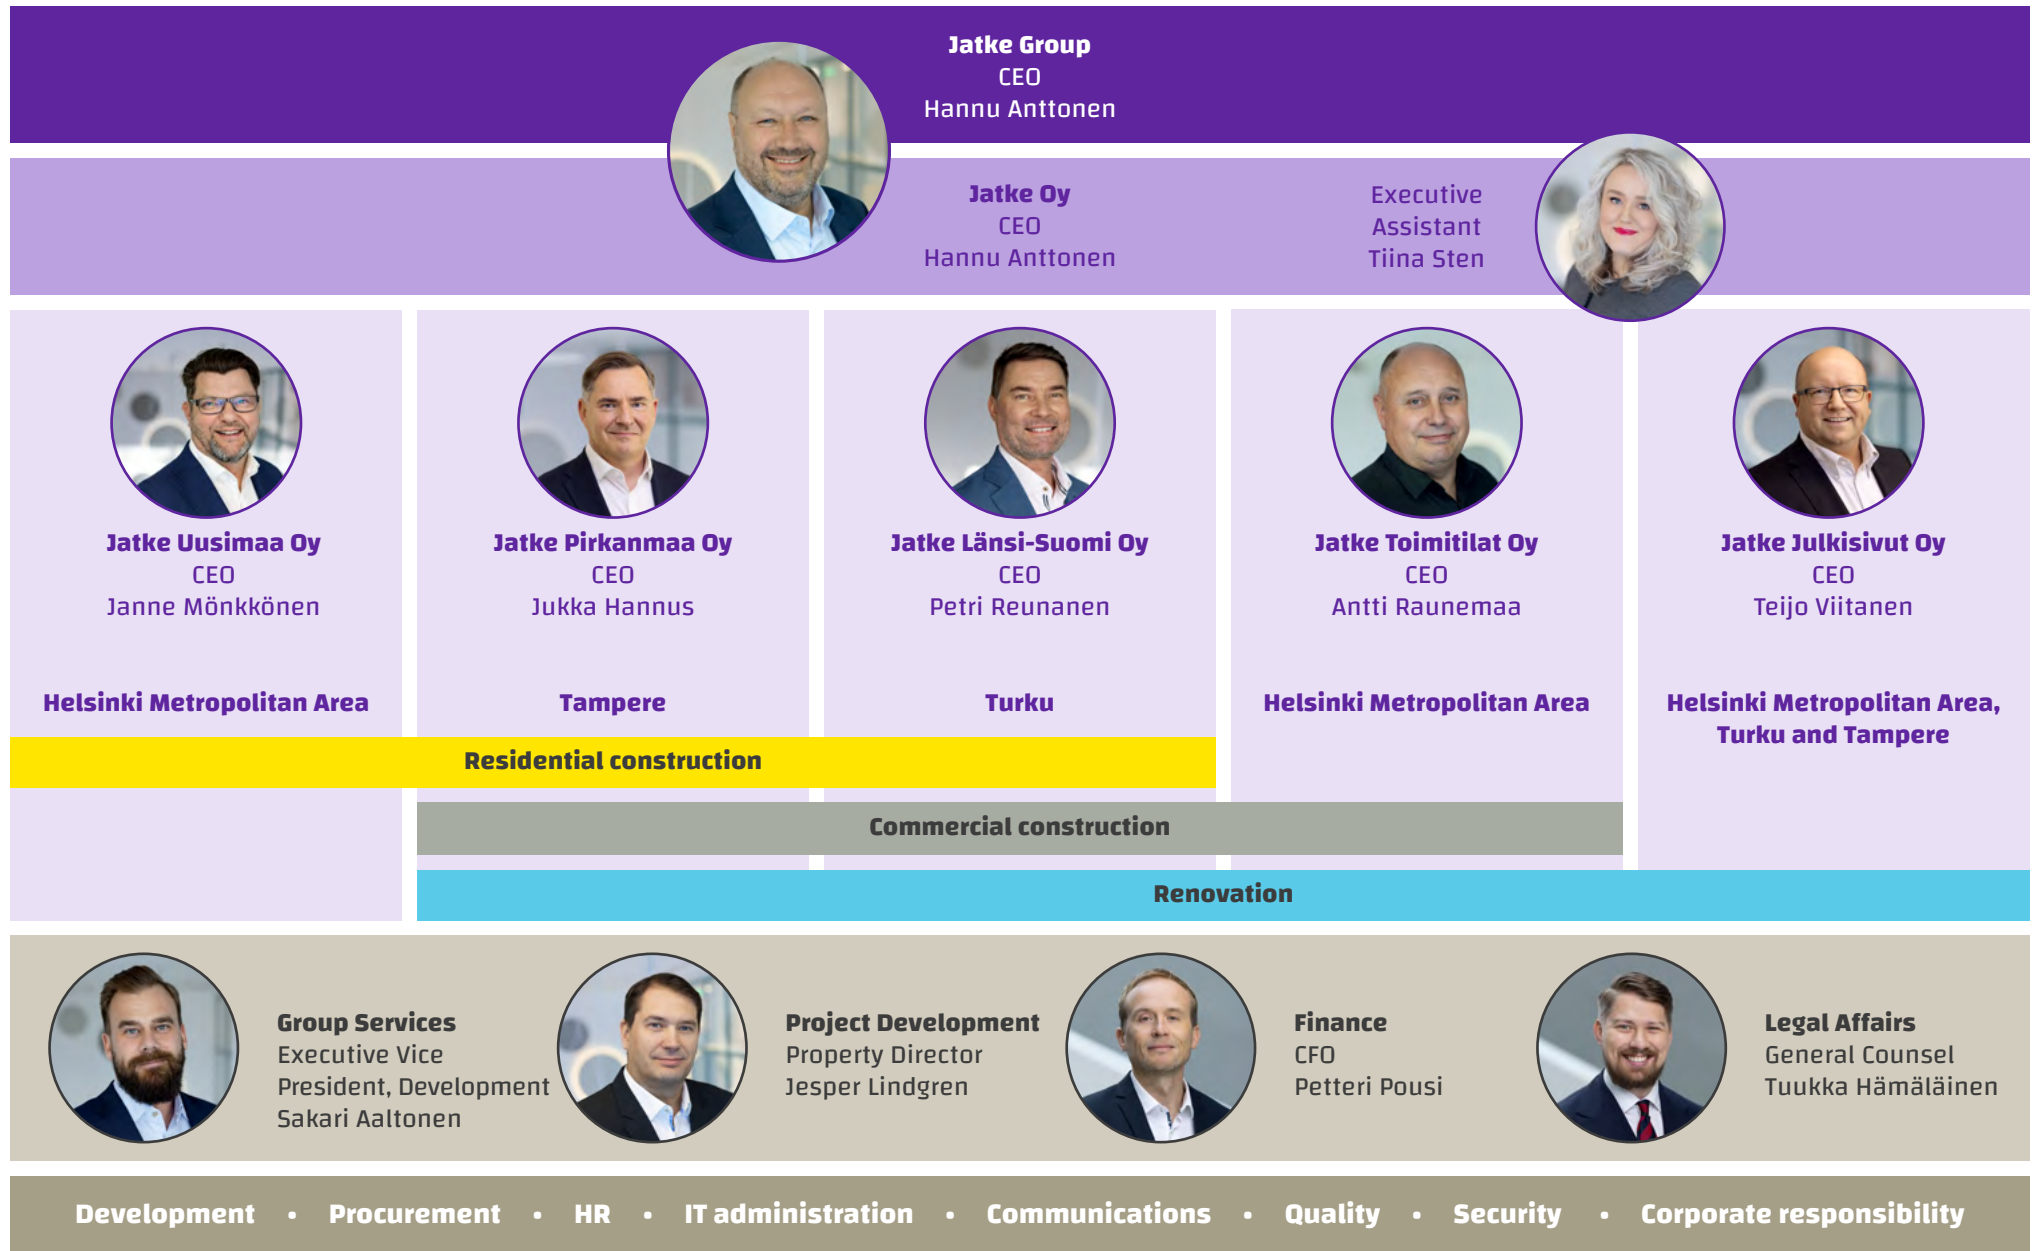 Jatke Group
CEO
Hannu Anttonen
Jatke Oy
CEO
Hannu Anttonen
Executive
Assistant
Tiina Sten
Jatke Uusimaa Oy
CEO
Janne Mönkkönen
Helsinki Metropolitan Area
Jatke Pirkanmaa Oy
CEO
Jukka Hannus
Tampere
Jatke Länsi-Suomi Oy
CEO
Petri Reunanen
Turku
Jatke Toimitilat Oy
CEO
Antti Raunemaa
Helsinki Metropolitan Area
Jatke Julkisivut Oy
CEO
Teijo Viitanen
Helsinki Metropolitan Area,
Turku and Tampere
Residential construction
Commercial construction
Renovation
Group Services
Executive Vice
President, Development
Sakari Aaltonen
Project Development
Property Director
Jesper Lindgren
Finance
CFO
Petteri Pousi
Legal Affairs
General Counsel
Tuukka Hämäläinen
Development • Procurement • HR • IT administration • Communications • Quality • Security • Corporate responsibility